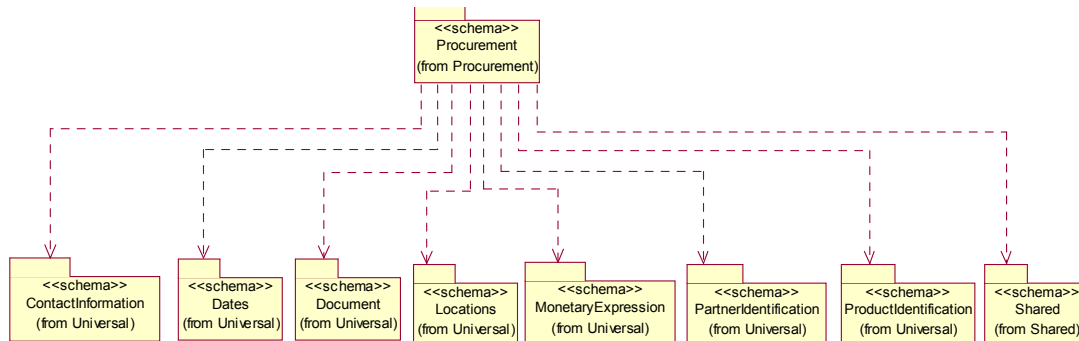 <<schema>>
Procurement
(from Procurement)
<<schema>>
ContactInformation
(from Universal)
<<schema>>
Dates
(from Universal)
<<schema>>
Document
(from Universal)
<<schema>>
Locations
(from Universal)
<<schema>>
MonetaryExpression
(from Universal)
<<schema>>
PartnerIdentification
(from Universal)
<<schema>>
ProductIdentification
(from Universal)
<<schema>>
Shared
(from Shared)